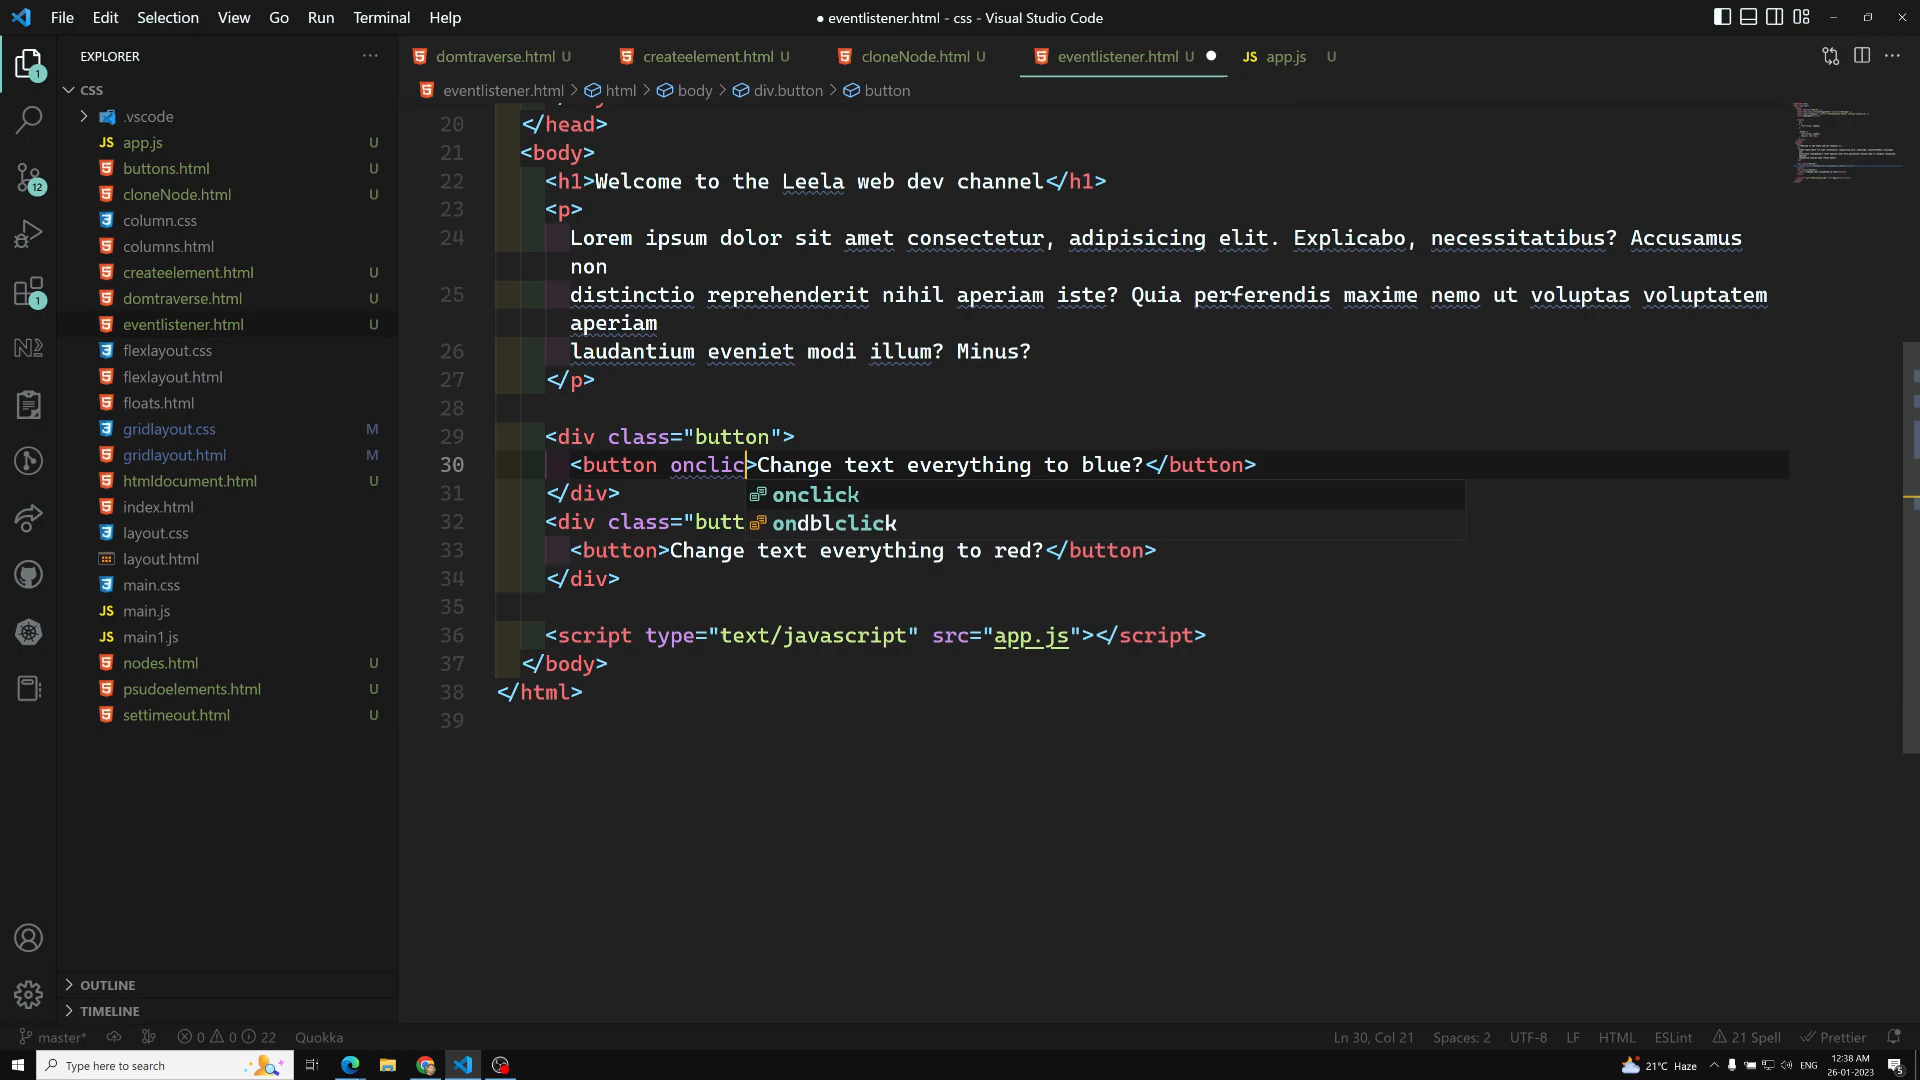 File Edit Selection View Go Run Terminal Help
● eventlistener.html - css - Visual Studio Code
EXPLORER
domtraverse.html U
createelement.html U
cloneNode.html U
eventlistener.html U
JS app.js U
eventlistener.html > html > body > div.button > button
CSS
.vscode
JS app.js U
buttons.html U
cloneNode.html U
column.css
columns.html
createelement.html U
domtraverse.html U
eventlistener.html U
flexlayout.css
flexlayout.html
floats.html
gridlayout.css M
gridlayout.html M
htmldocument.html U
index.html
layout.css
layout.html
main.css
JS main.js
JS main1.js
nodes.html U
psudoelements.html U
settimeout.html U
OUTLINE
TIMELINE
1
12
1
20 </head>
21 <body>
22 <h1>Welcome to the Leela web dev channel</h1>
23 <p>
24 Lorem ipsum dolor sit amet consectetur, adipisicing elit. Explicabo, necessitatibus? Accusamus
non
25 distinctio reprehenderit nihil aperiam iste? Quia perferendis maxime nemo ut voluptas voluptatem
aperiam
26 laudantium eveniet modi illum? Minus?
27 </p>
28
29 <div class="button">
30 <button onclic>Change text everything to blue?</button>
onclick
ondblclick
31 </div>
32 <div class="butt
33 <button>Change text everything to red?</button>
34 </div>
35
36 <script type="text/javascript" src="app.js"></script>
37 </body>
38 </html>
39
master* 0 0 22 Quokka
Ln 30, Col 21 Spaces: 2 UTF-8 LF HTML ESLint 21 Spell Prettier
Type here to search
21°C Haze ENG
12:38 AM
26-01-2023
5